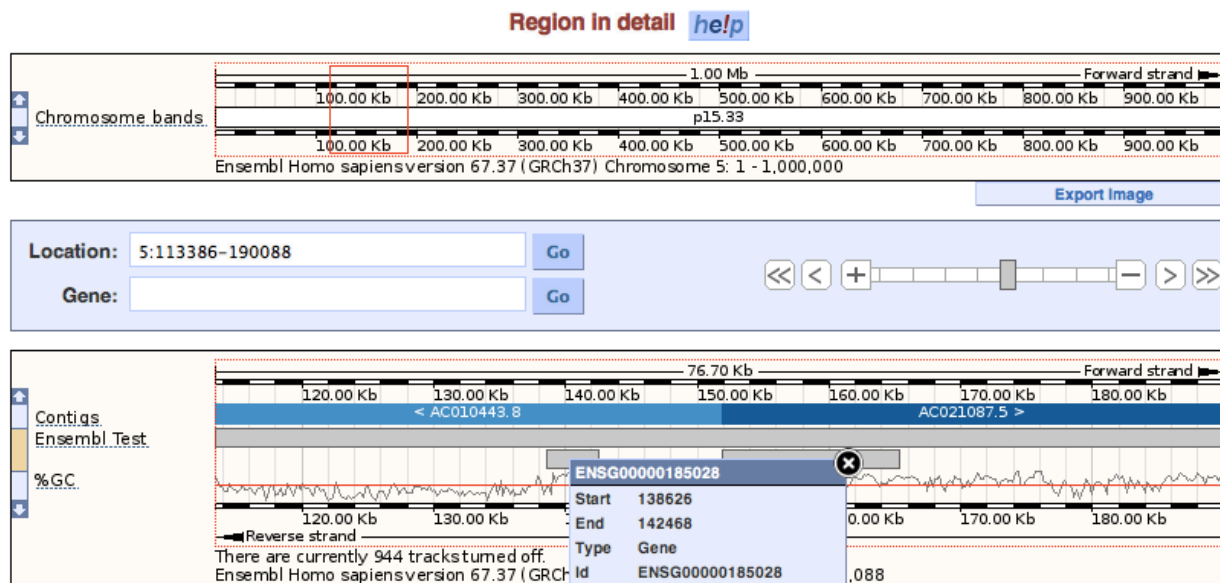 Region in detail help
1.00 Mb Forward strand
100.00 Kb 200.00 Kb 300.00 Kb 400.00 Kb 500.00 Kb 600.00 Kb 700.00 Kb 800.00 Kb 900.00 Kb
Chromosome bands p15.33
100.00 Kb 200.00 Kb 300.00 Kb 400.00 Kb 500.00 Kb 600.00 Kb 700.00 Kb 800.00 Kb 900.00 Kb
Ensembl Homo sapiens version 67.37 (GRCh37) Chromosome 5: 1 - 1,000,000
Export Image
Location: 5:113386-190088 Go
Gene: Go
76.70 Kb Forward strand
120.00 Kb 130.00 Kb 140.00 Kb 150.00 Kb 160.00 Kb 170.00 Kb 180.00 Kb
Contigs < AC010443.8 AC021087.5 >
Ensembl Test
ENSG00000185028
%GC
Start 138626
120.00 Kb 130.00 Kb End 142468 0.00 Kb 170.00 Kb 180.00 Kb
Reverse strand
There are currently 944 tracks turned off. Type Gene
Ensembl Homo sapiens version 67.37 (GRCh Id ENSG00000185028 ,088